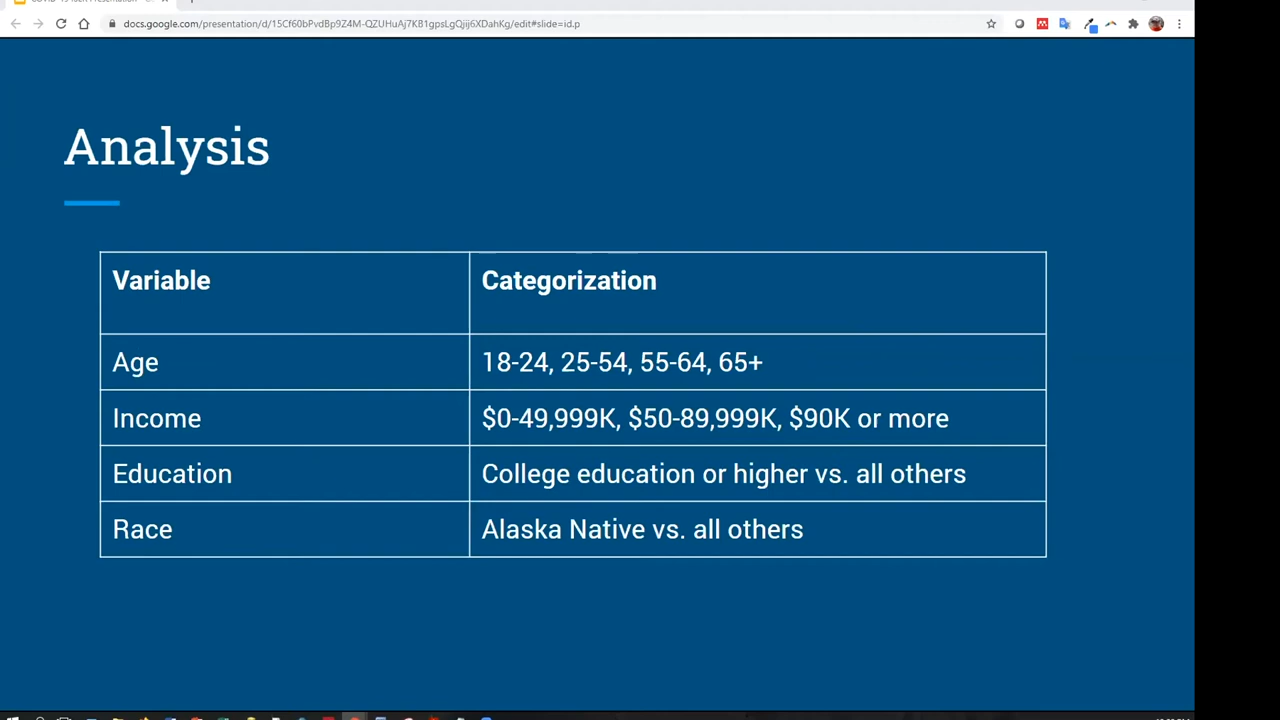 docs.google.com/presentation/d/15Cf60bPvdBp9Z4M-QZUHuAj7KB1gpsLgQjij6XDahKg/edit#slide=id.p
Analysis
Variable
Categorization
Age
18-24, 25-54, 55-64, 65+
Income
$0-49,999K, $50-89,999K, $90K or more
Education
College education or higher vs. all others
Race
Alaska Native vs. all others